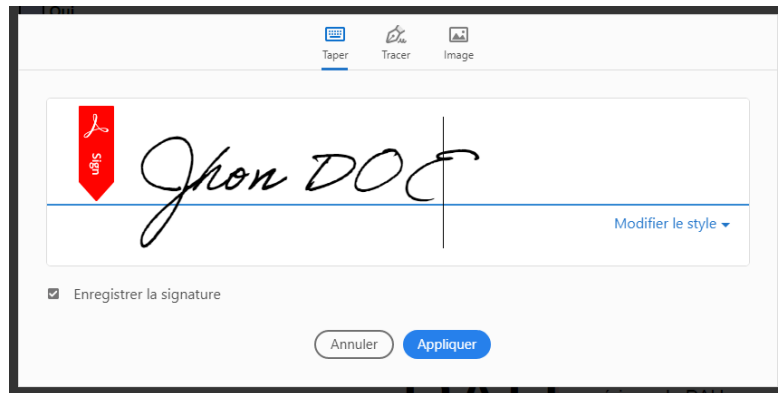 Oui
Taper Tracer Image
Sign
Jhon DOE
Modifier le style
Enregistrer la signature
Annuler Appliquer